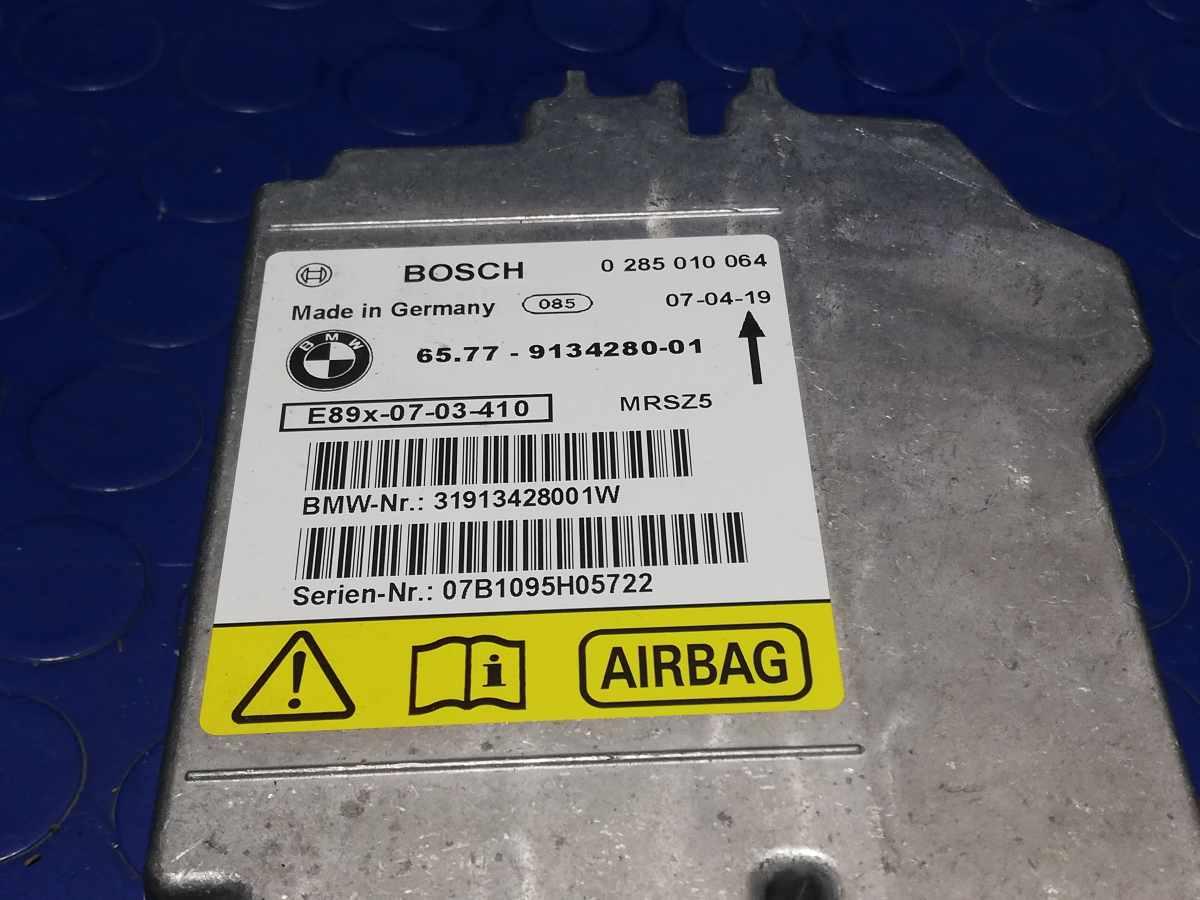 BOSCH 0 285 010 064
Made in Germany 085 07-04-19
BMW 65.77 - 9134280-01
E89x-07-03-410 MRSZ5
BMW-Nr.: 31913428001W
Serien-Nr.: 07B1095H05722
! i AIRBAG